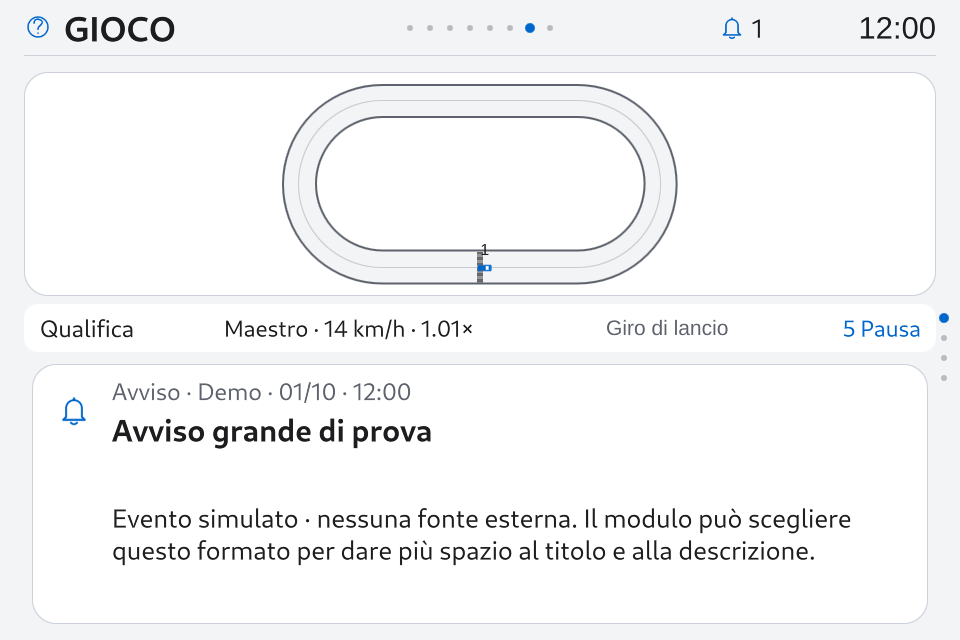 GIOCO
1
12:00
1
Qualifica
Maestro · 14 km/h · 1.01×
Giro di lancio
5 Pausa
Avviso · Demo · 01/10 · 12:00
Avviso grande di prova
Evento simulato · nessuna fonte esterna. Il modulo può scegliere
questo formato per dare più spazio al titolo e alla descrizione.